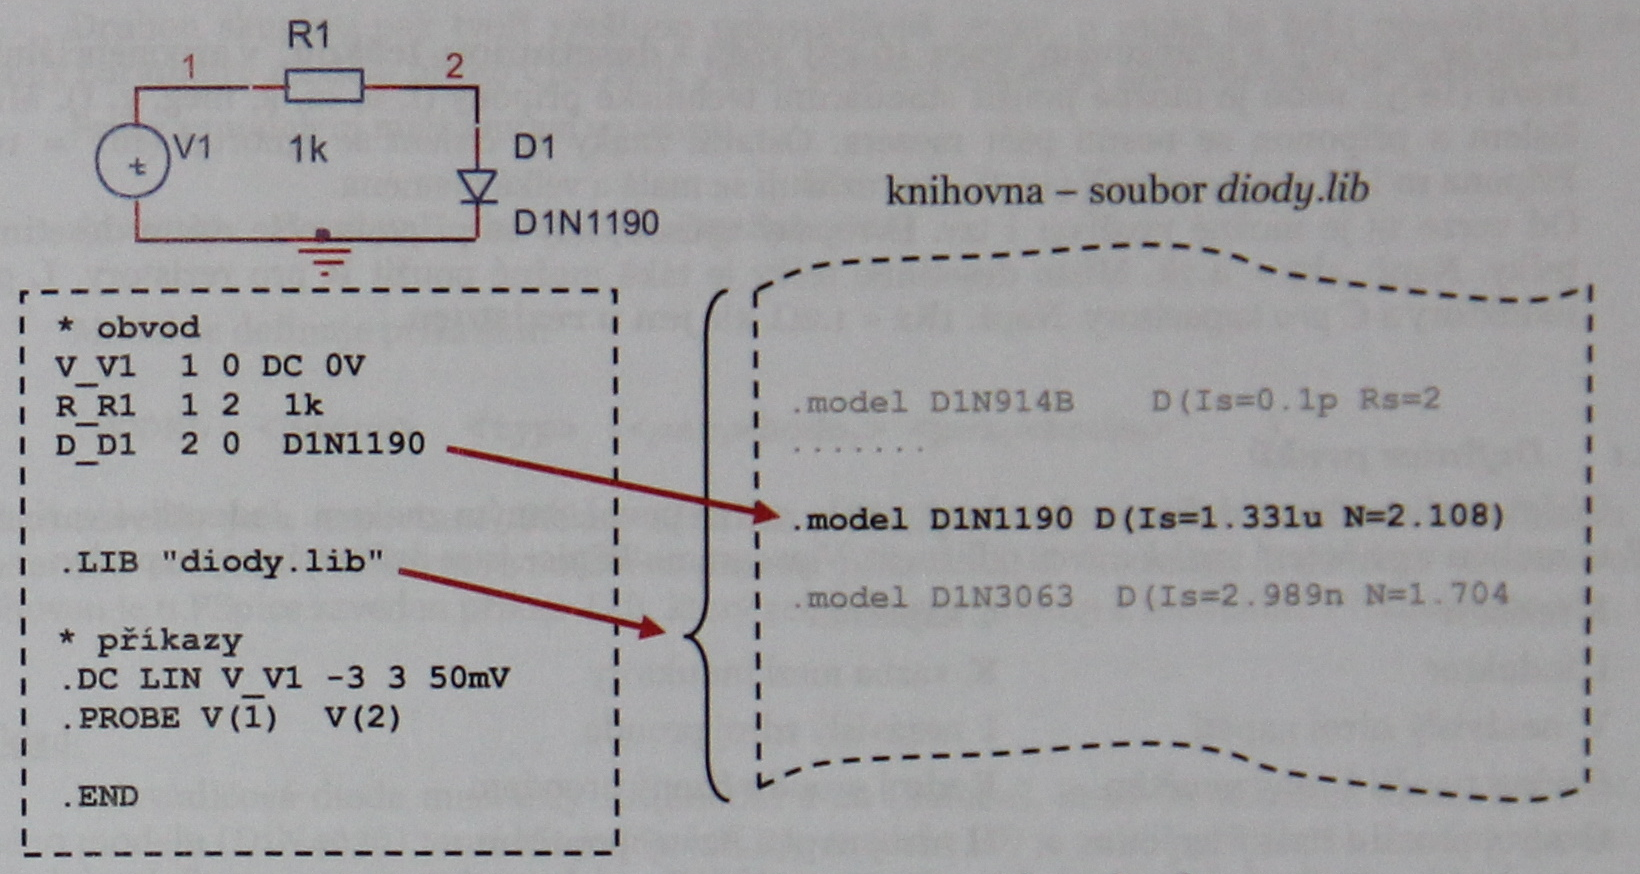 R1
1
2
V1
1k
D1
D1N1190
knihovna – soubor diody.lib
* obvod
V_V1 1 0 DC 0V
R_R1 1 2 1k
D_D1 2 0 D1N1190
.LIB "diody.lib"
* příkazy
.DC LIN V_V1 -3 3 50mV
.PROBE V(1) V(2)
.END
.model D1N914B D(Is=0.1p Rs=2
.......
.model D1N1190 D(Is=1.331u N=2.108)
.model D1N3063 D(Is=2.989n N=1.704